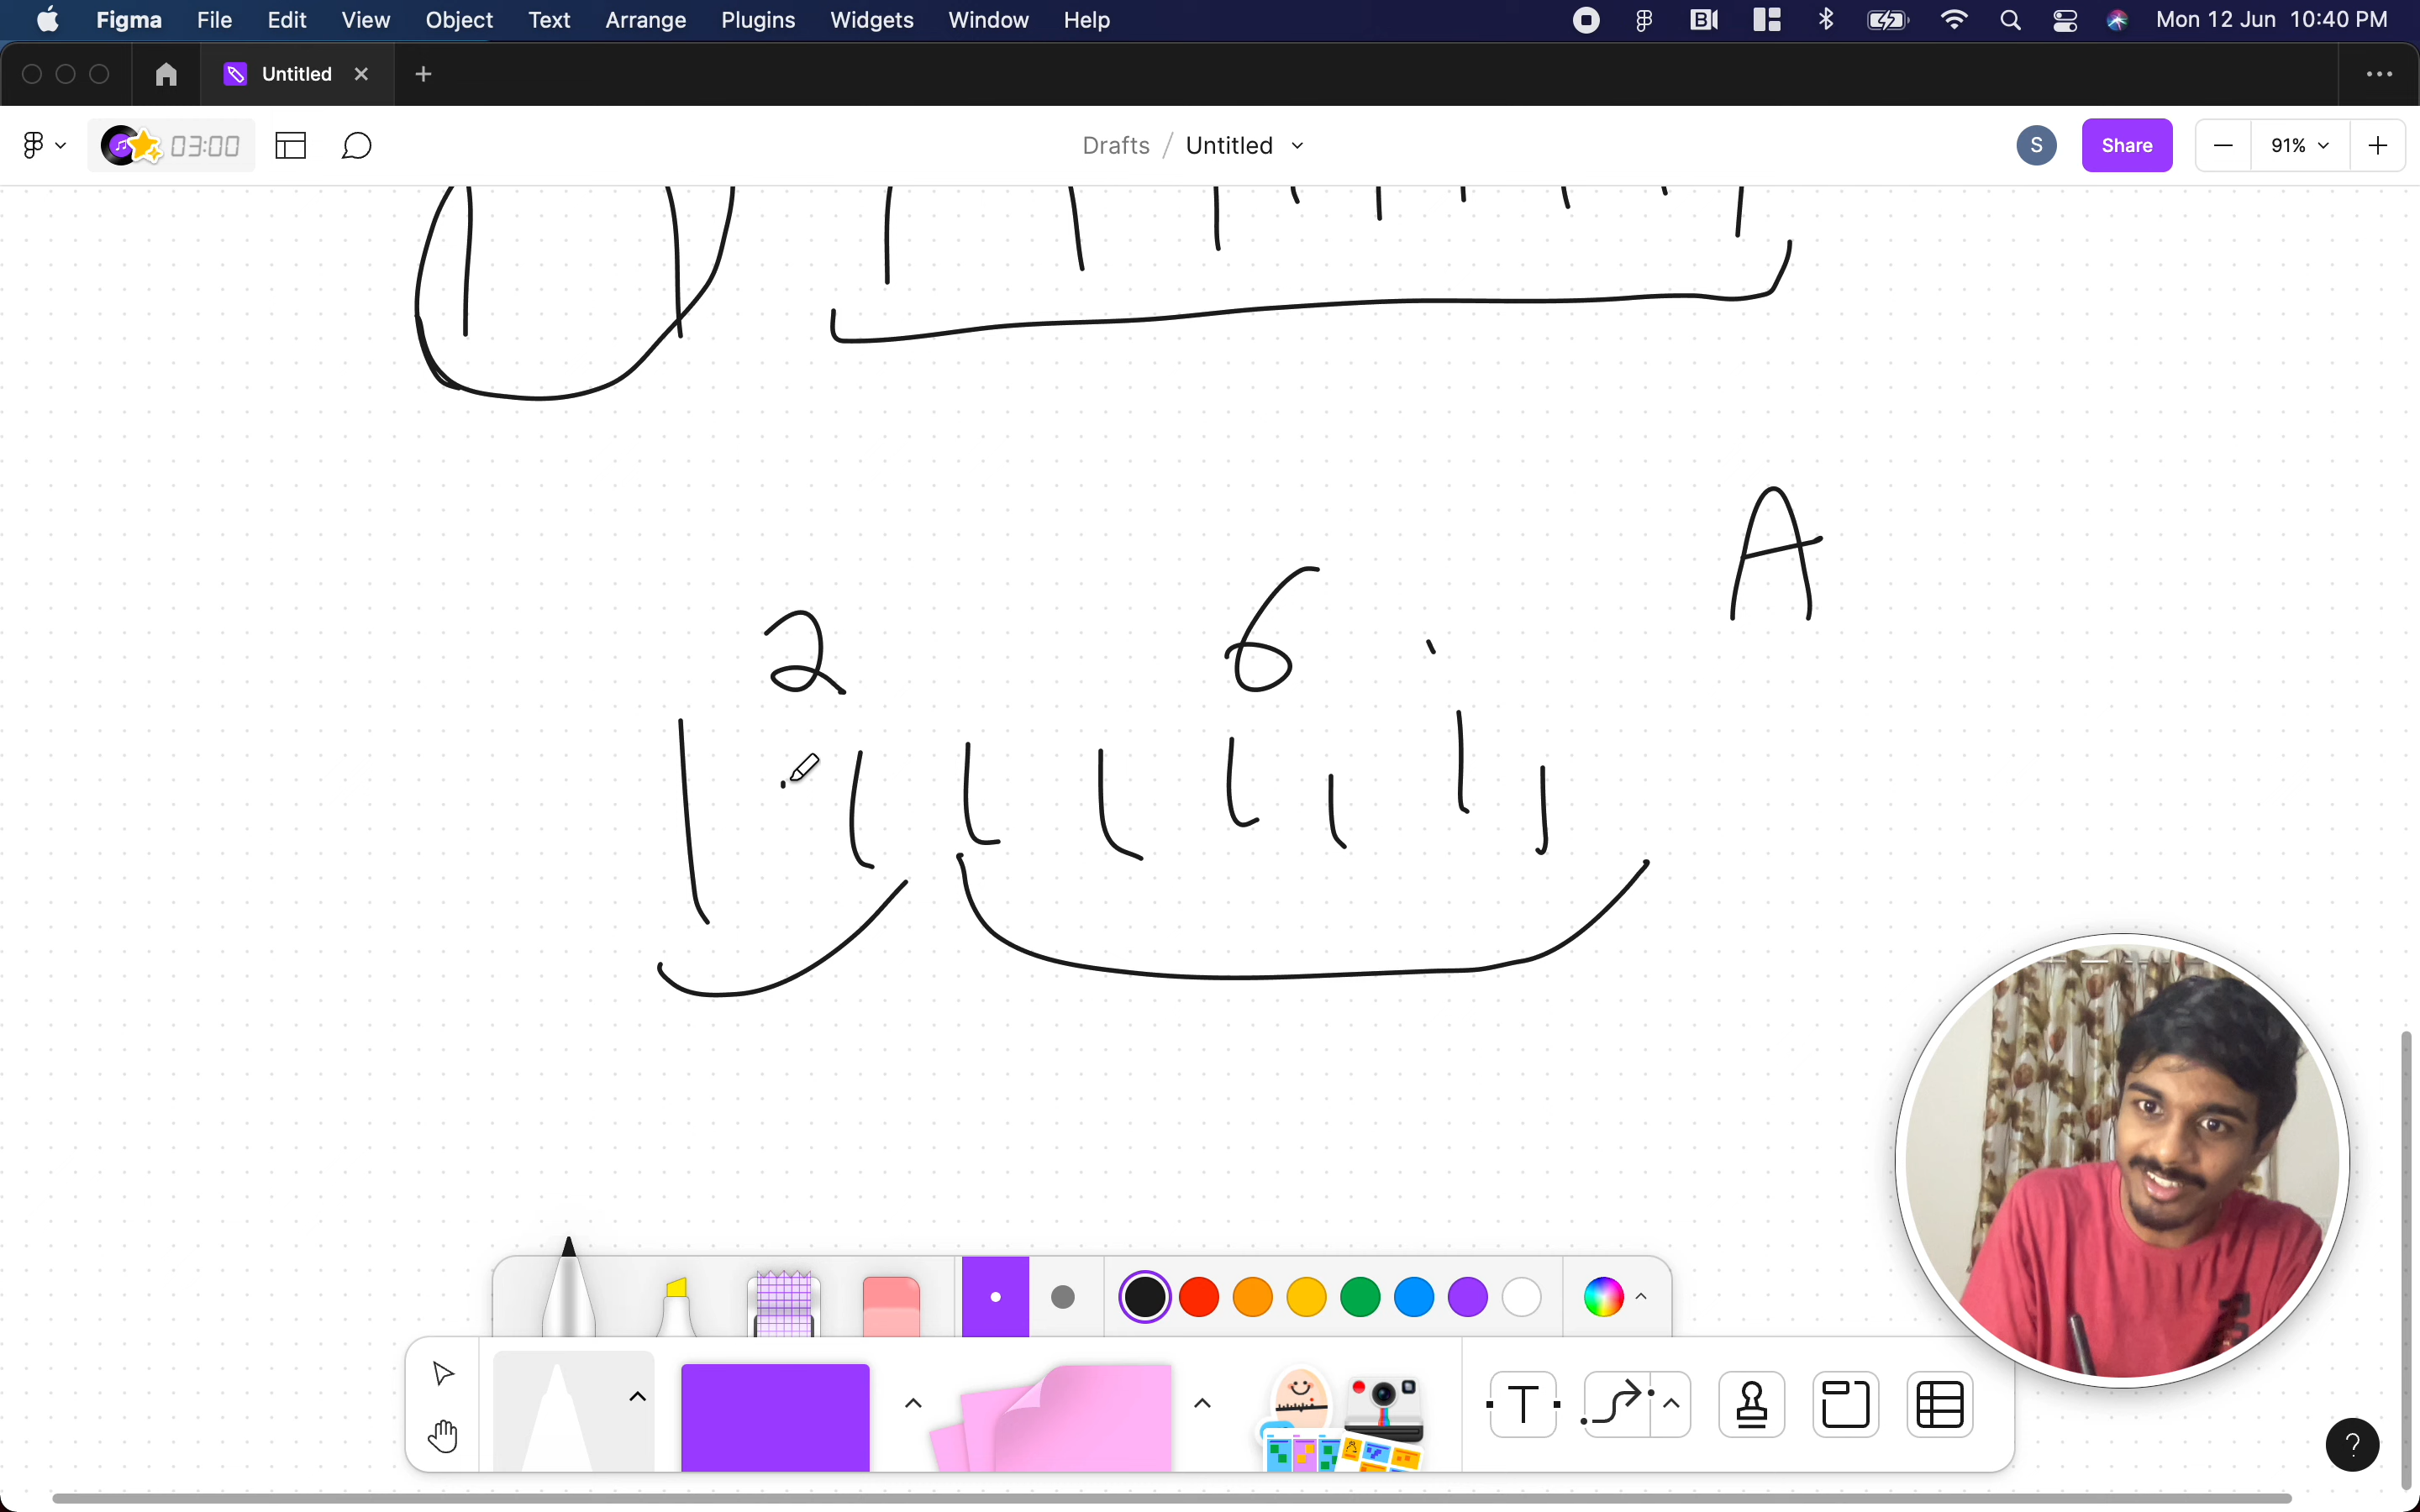 Figma File Edit View Object Text Arrange Plugins Widgets Window Help Mon 12 Jun 10:40 PM
Untitled
03:00 Drafts / Untitled S Share 91%
A
2 6
T
?